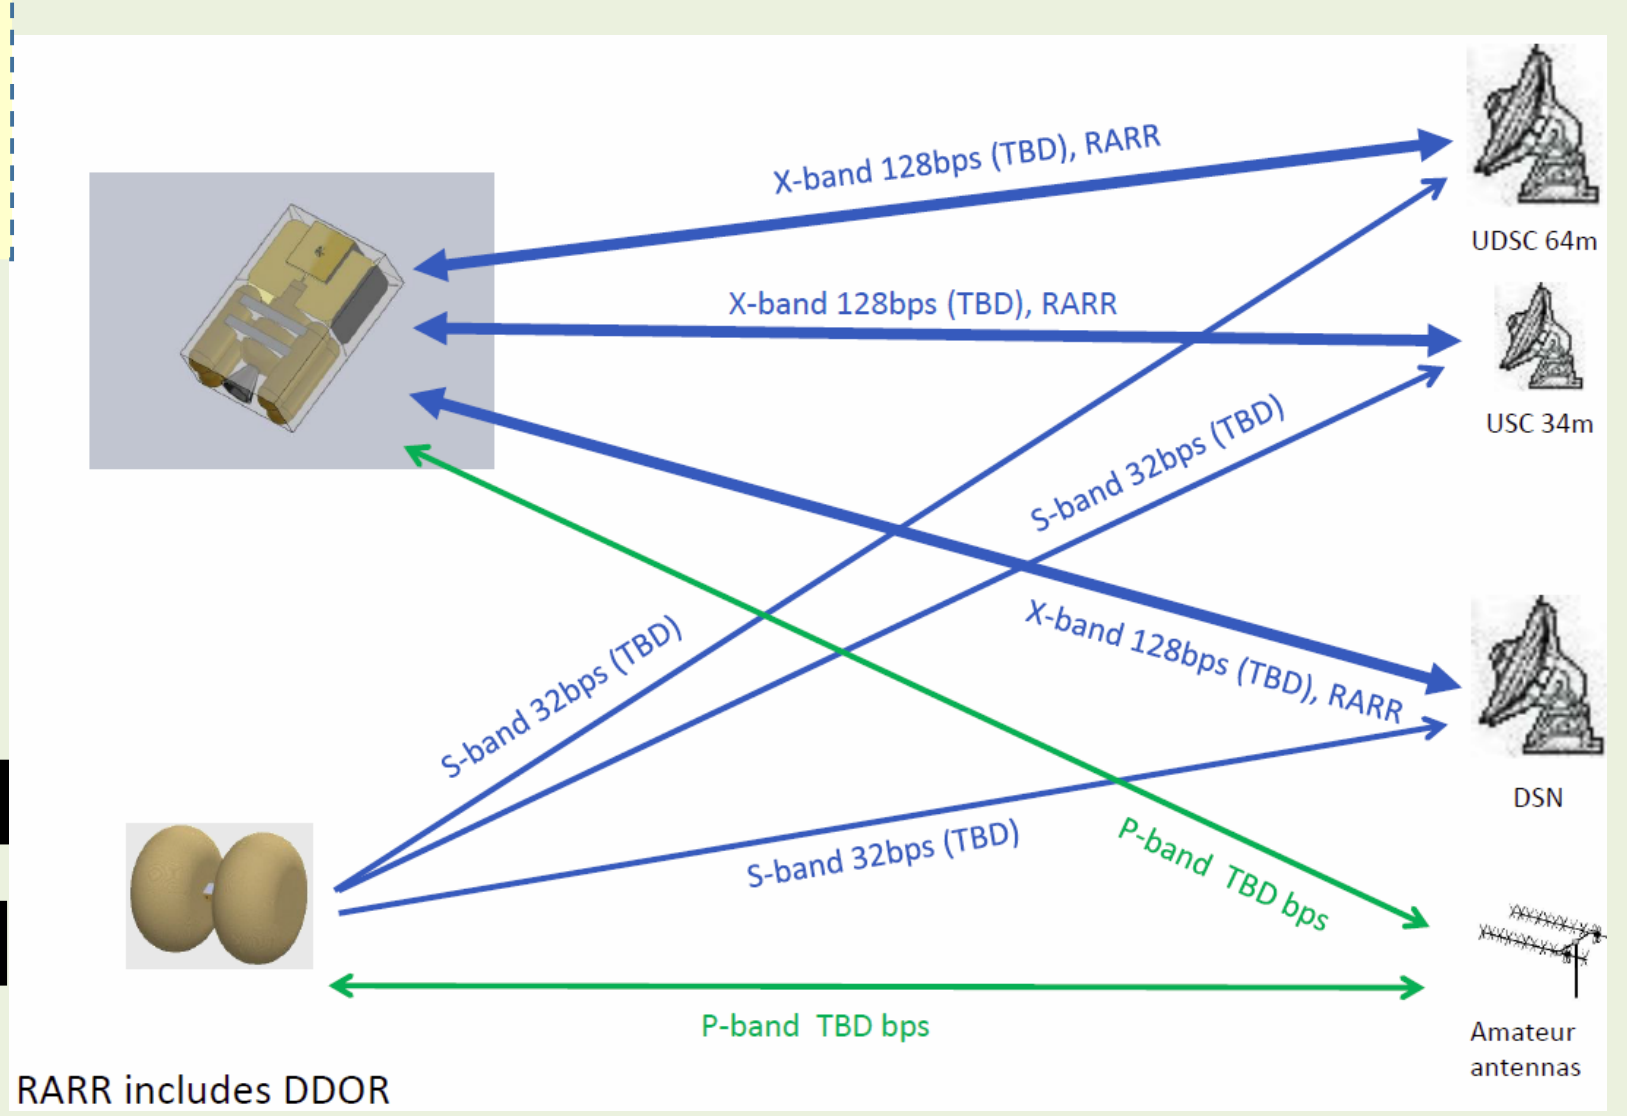 X-band 128bps (TBD), RARR
UDSC 64m
X-band 128bps (TBD), RARR
USC 34m
S-band 32bps (TBD)
S-band 32bps (TBD)
X-band 128bps (TBD), RARR
DSN
S-band 32bps (TBD)
P-band TBD bps
P-band TBD bps
Amateur
antennas
RARR includes DDOR